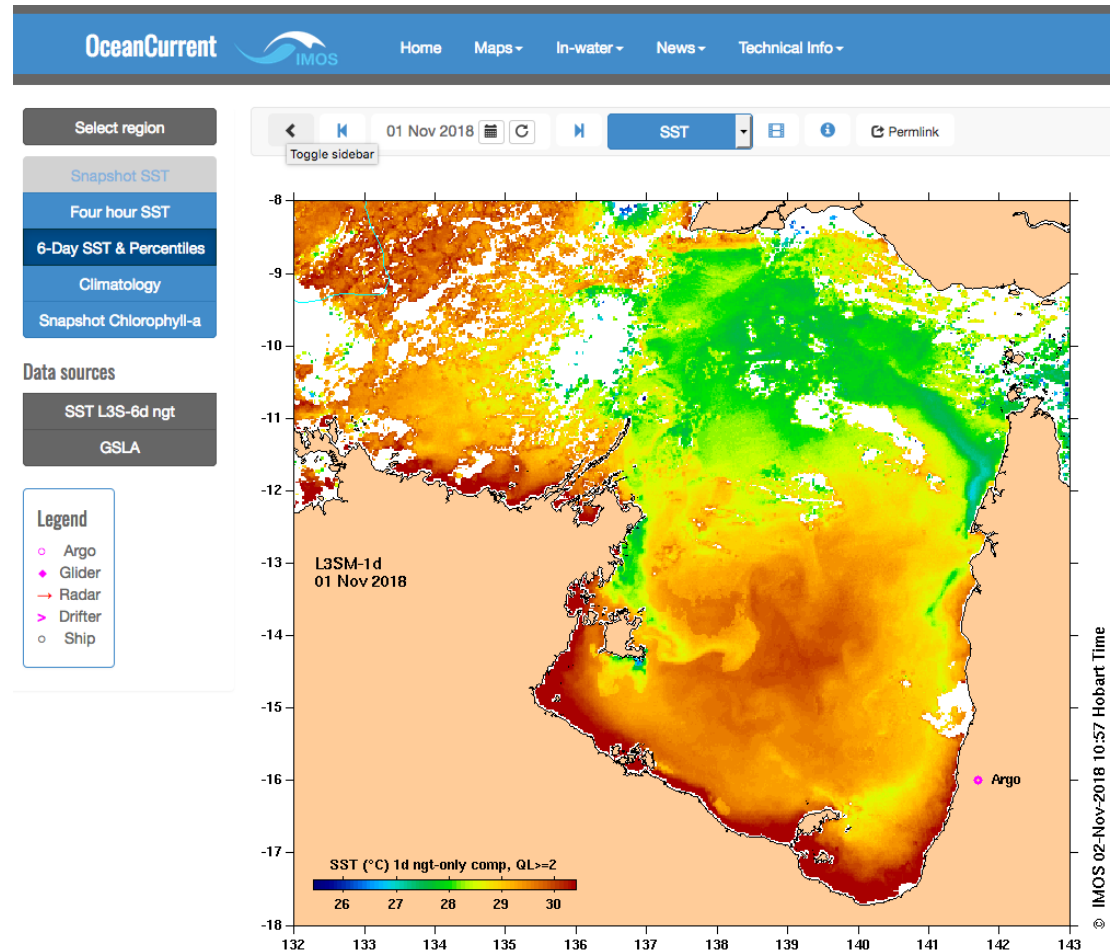 OceanCurrent
IMOS
Home Maps In-water News Technical Info
Select region
01 Nov 2018 SST Permlink
Toggle sidebar
Snapshot SST
Four hour SST
6-Day SST & Percentiles
Climatology
Snapshot Chlorophyll-a
Data sources
SST L3S-6d ngt
GSLA
Legend
Argo
Glider
Radar
Drifter
Ship
-8
-9
-10
-11
-12
-13
-14
-15
-16
-17
-18
L3SM-1d
01 Nov 2018
Argo
SST (°C) 1d ngt-only comp, QL>=2
26 27 28 29 30
132 133 134 135 136 137 138 139 140 141 142 143
© IMOS 02-Nov-2018 10:57 Hobart Time